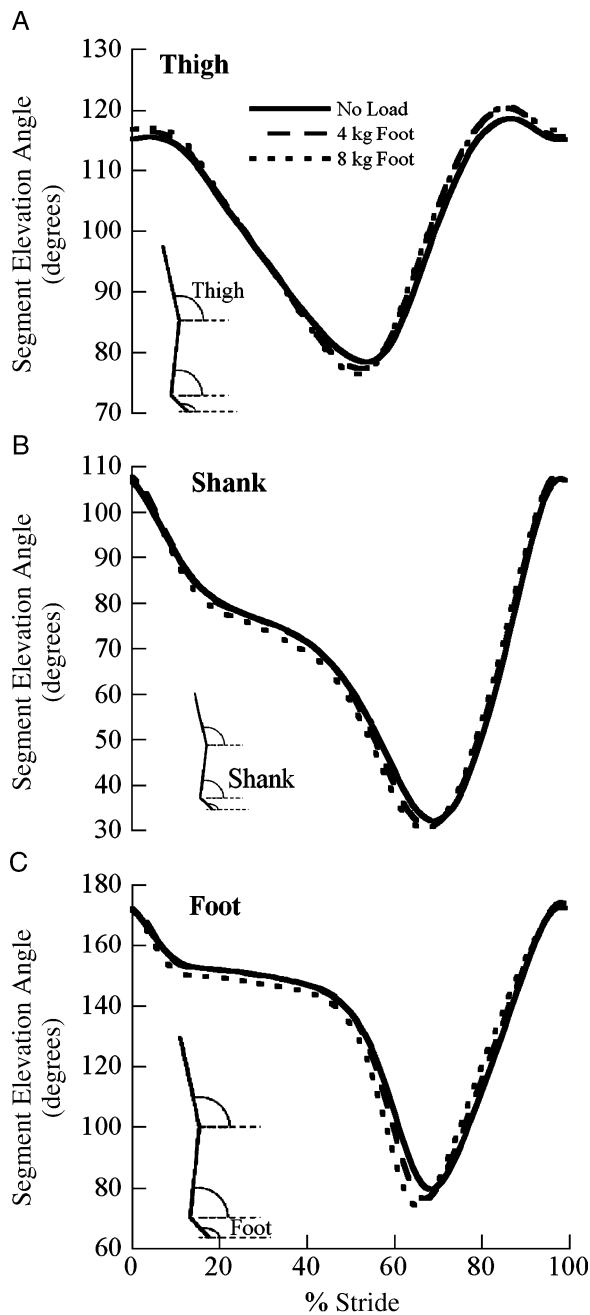 A
Thigh
No Load
4 kg Foot
8 kg Foot
Segment Elevation Angle
(degrees)
130
120
110
100
90
80
70
Thigh
B
Shank
Segment Elevation Angle
(degrees)
110
100
90
80
70
60
50
40
30
Shank
C
Foot
Segment Elevation Angle
((degrees)
180
160
140
120
100
80
60
Foot
0
20
40
60
80
100
% Stride